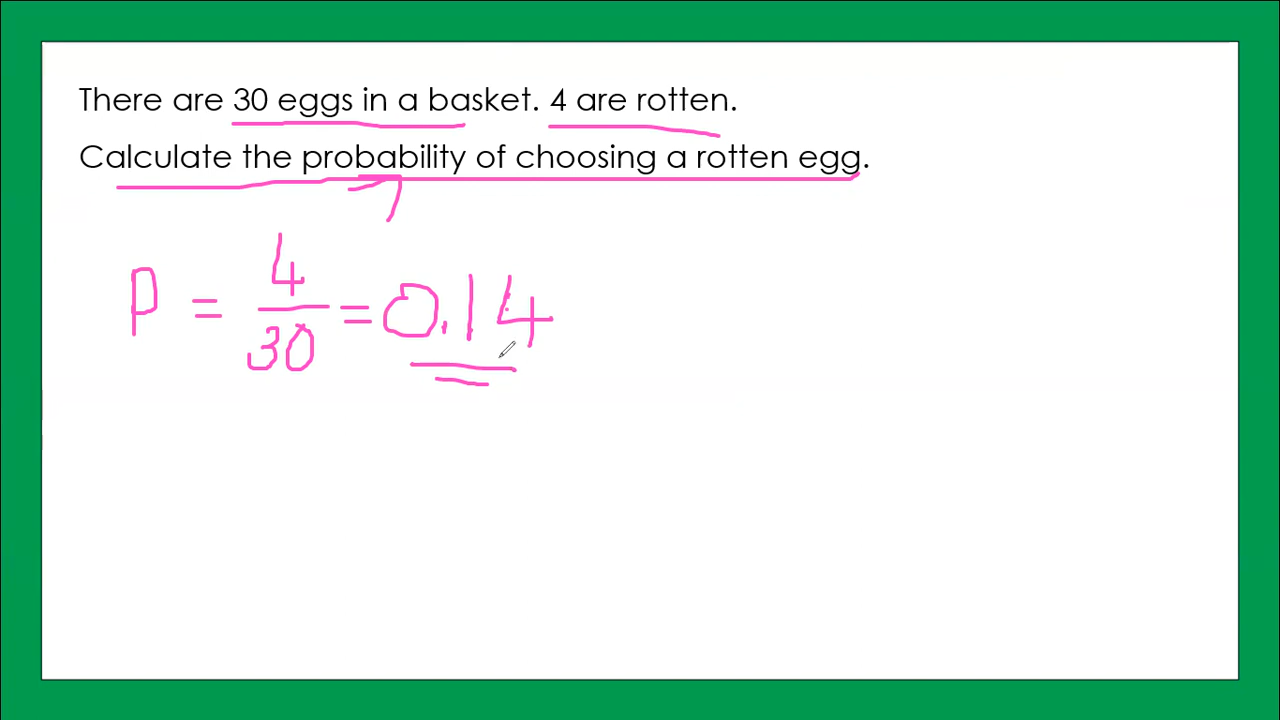 There are 30 eggs in a basket. 4 are rotten.
Calculate the probability of choosing a rotten egg.
P = 4/30 = 0.14